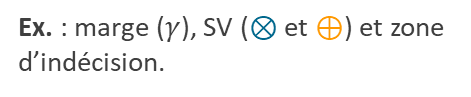 Ex. : marge (γ), SV (⊗ et ⊕) et zone
d’indécision.